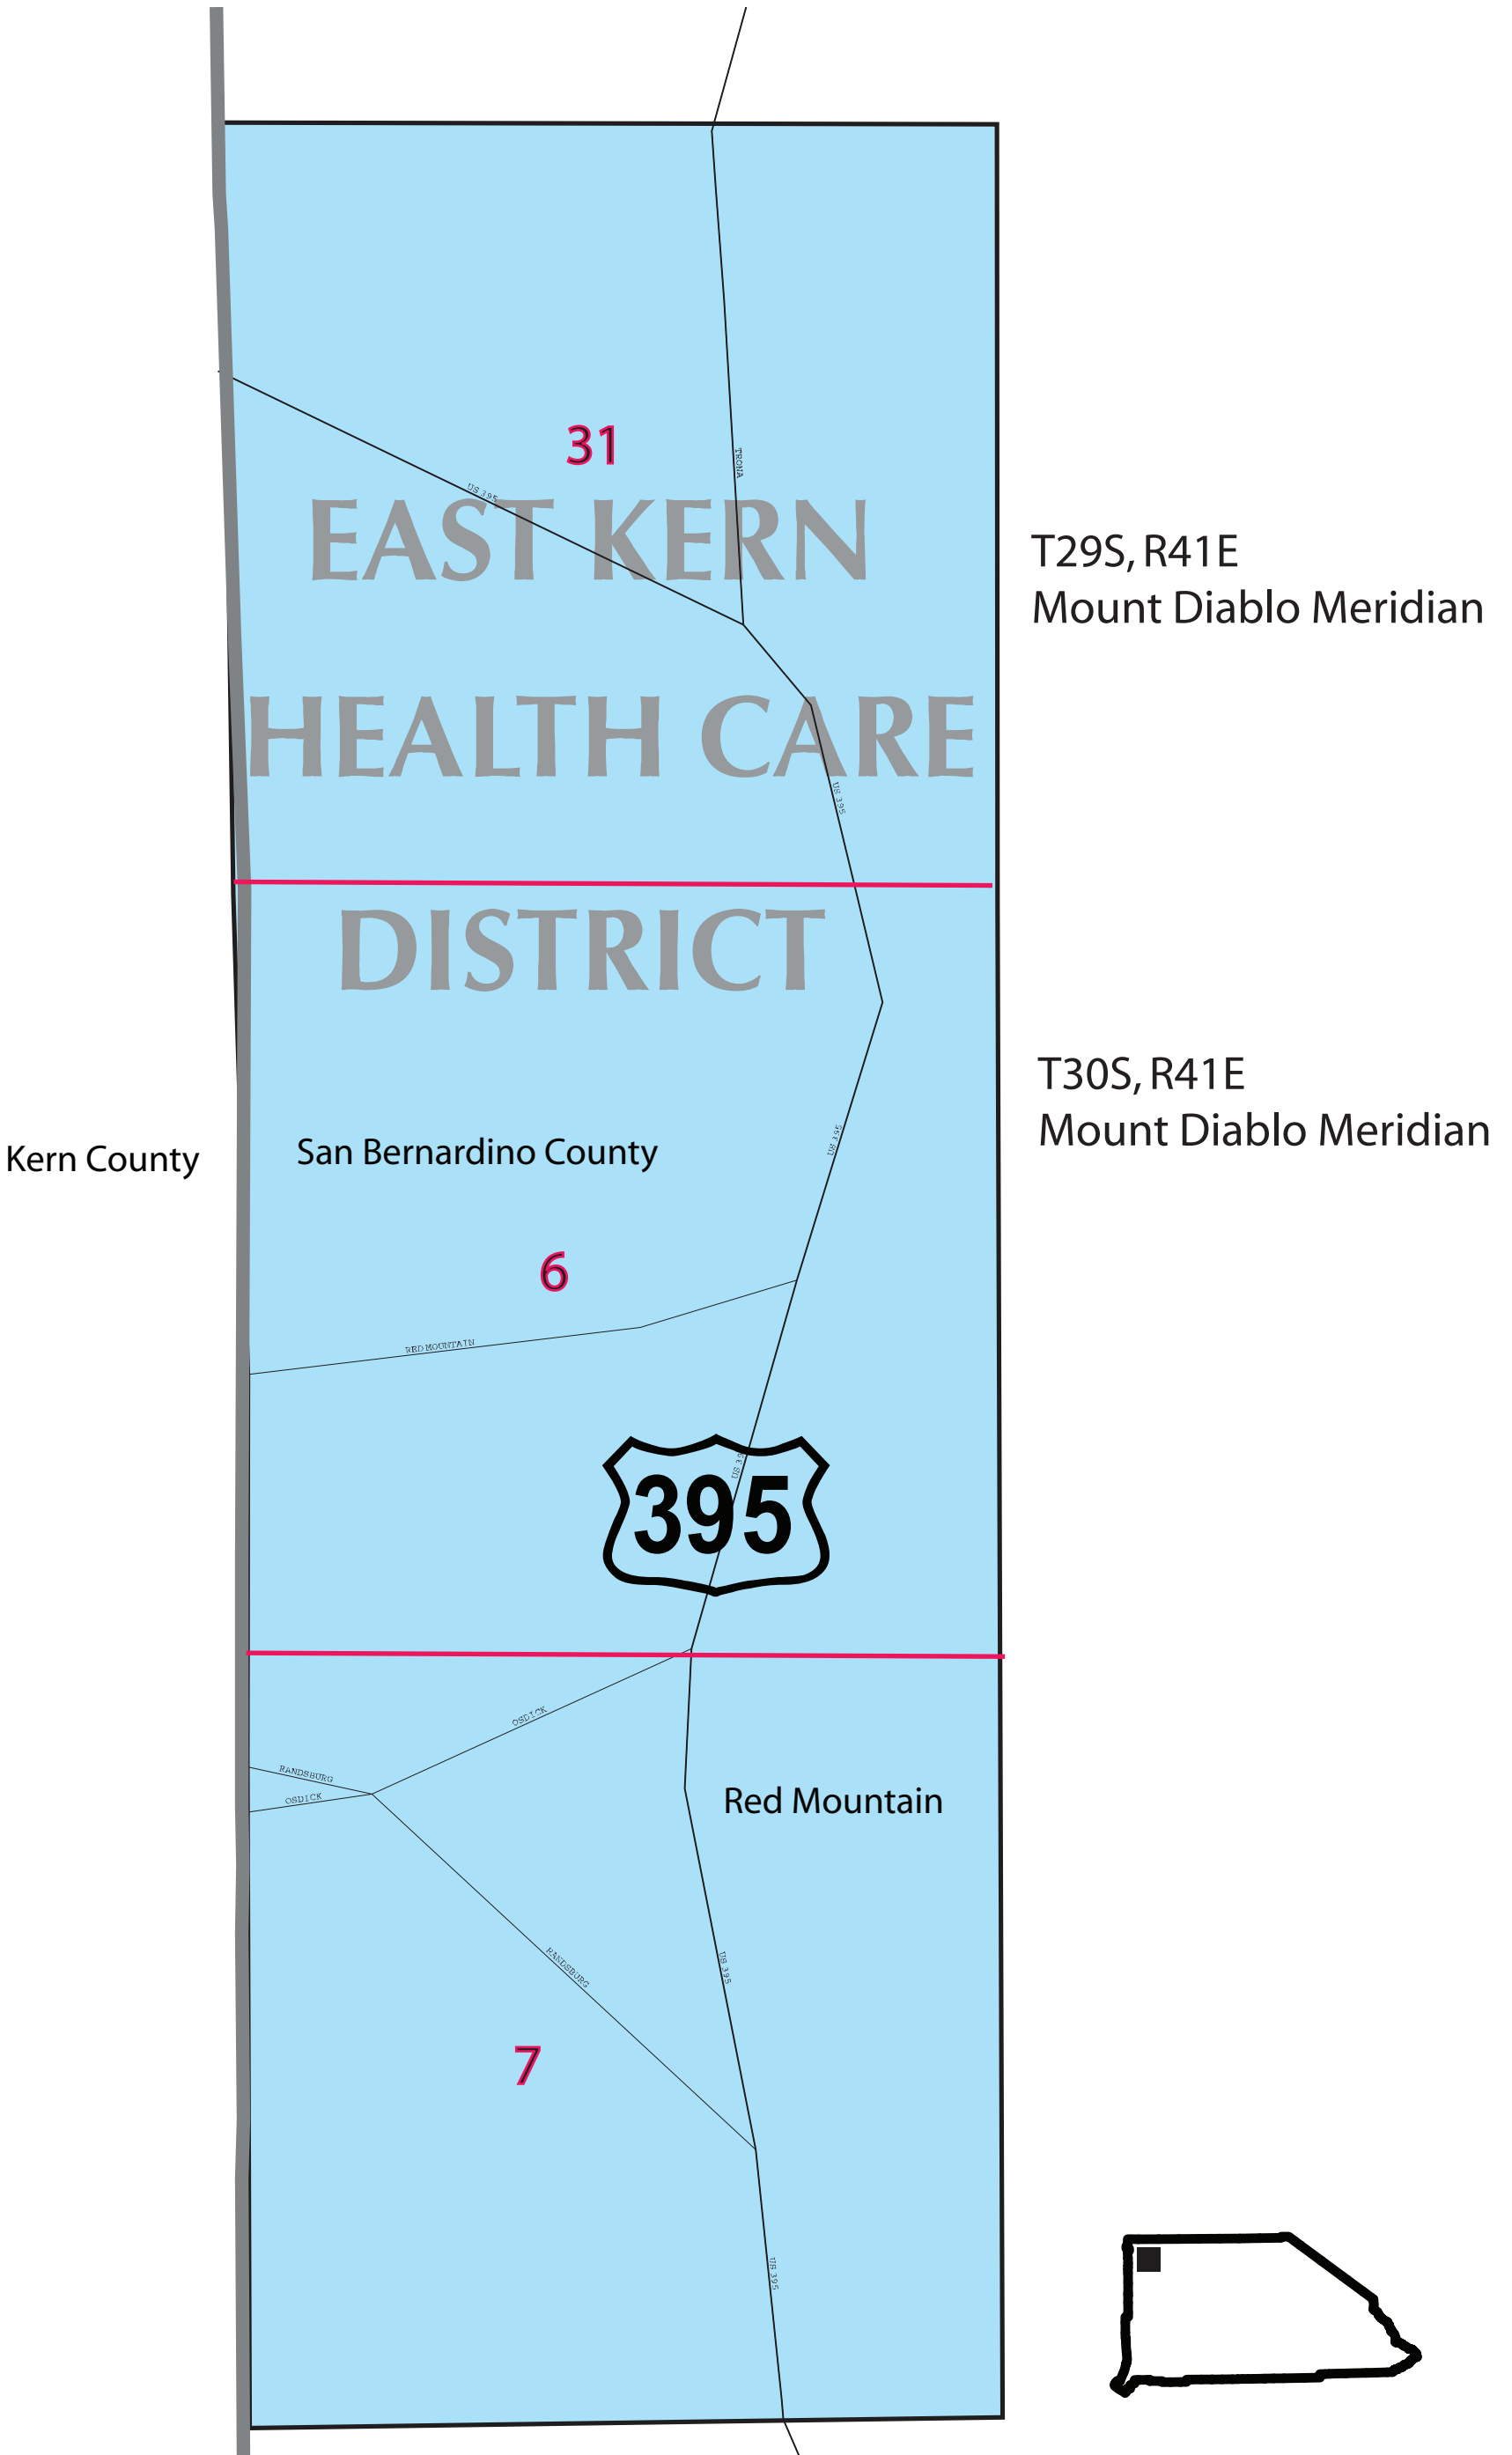 31
TRONA
US 395
EAST KERN
T29S, R41E
Mount Diablo Meridian
HEALTH CARE
US 395
DISTRICT
T30S, R41E
Mount Diablo Meridian
US 395
Kern County
San Bernardino County
6
RED MOUNTAIN
US 395
395
OSDICK
RANDSBURG
OSDICK
Red Mountain
RANDSBURG
US 395
7
US 395